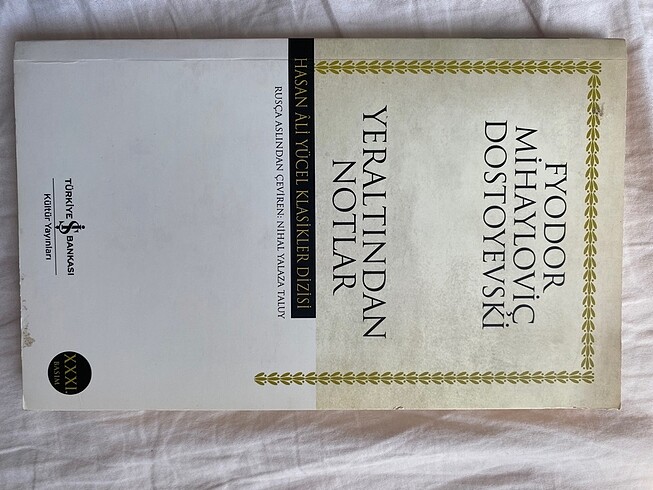 FYODOR
MİHAYLOVİÇ
DOSTOYEVSKİ
YERALTINDAN
NOTLAR
HASAN ÂLİ YÜCEL KLASİKLER DİZİSİ
RUSÇA ASLINDAN ÇEVİREN: NİHAL YALAZA TALUY
TÜRKİYE İŞ BANKASI
Kültür Yayınları
XXXI.
BASIM